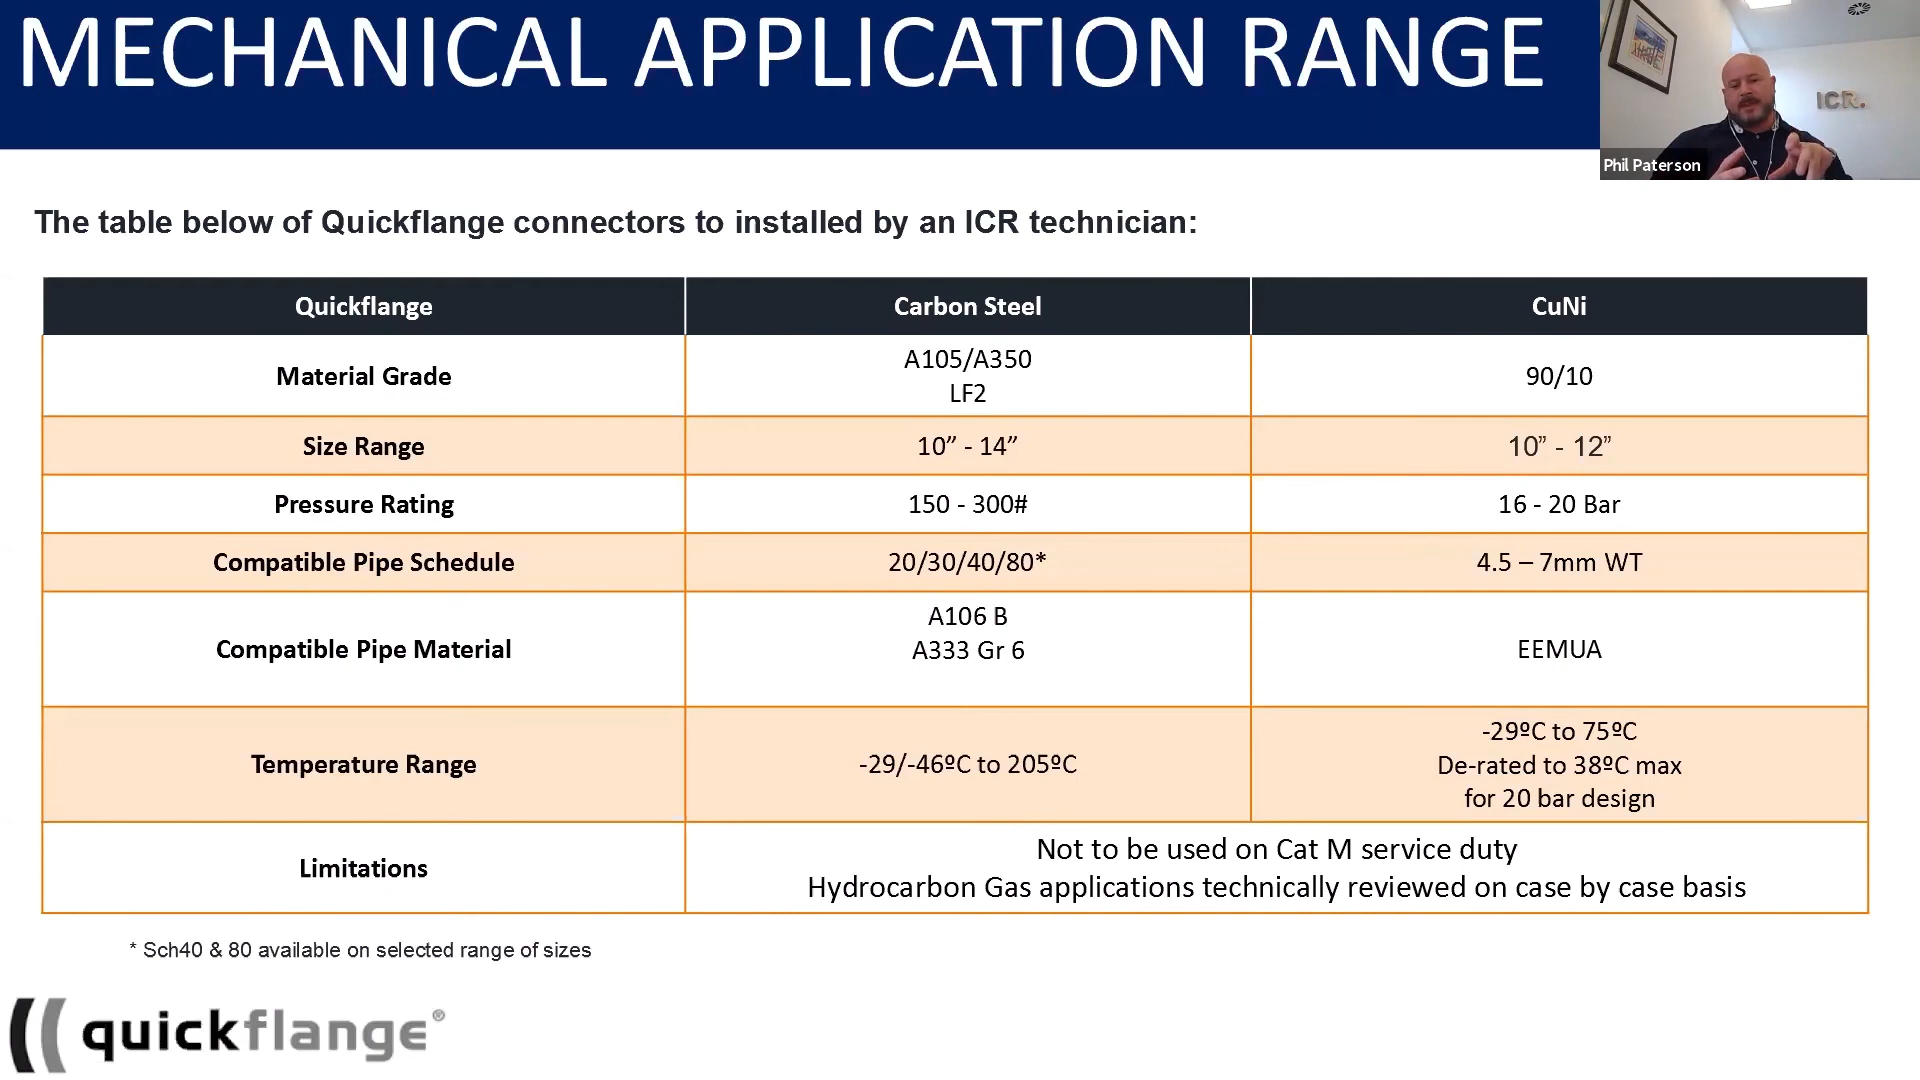 MECHANICAL APPLICATION RANGE
ICR.
Phil Paterson
The table below of Quickflange connectors to installed by an ICR technician:
Quickflange
Carbon Steel
CuNi
Material Grade
A105/A350
LF2
90/10
Size Range
10” - 14”
10” - 12”
Pressure Rating
150 - 300#
16 - 20 Bar
Compatible Pipe Schedule
20/30/40/80*
4.5 – 7mm WT
Compatible Pipe Material
A106 B
A333 Gr 6
EEMUA
Temperature Range
-29/-46ºC to 205ºC
-29ºC to 75ºC
De-rated to 38ºC max
for 20 bar design
Limitations
Not to be used on Cat M service duty
Hydrocarbon Gas applications technically reviewed on case by case basis
* Sch40 & 80 available on selected range of sizes
quickflange®